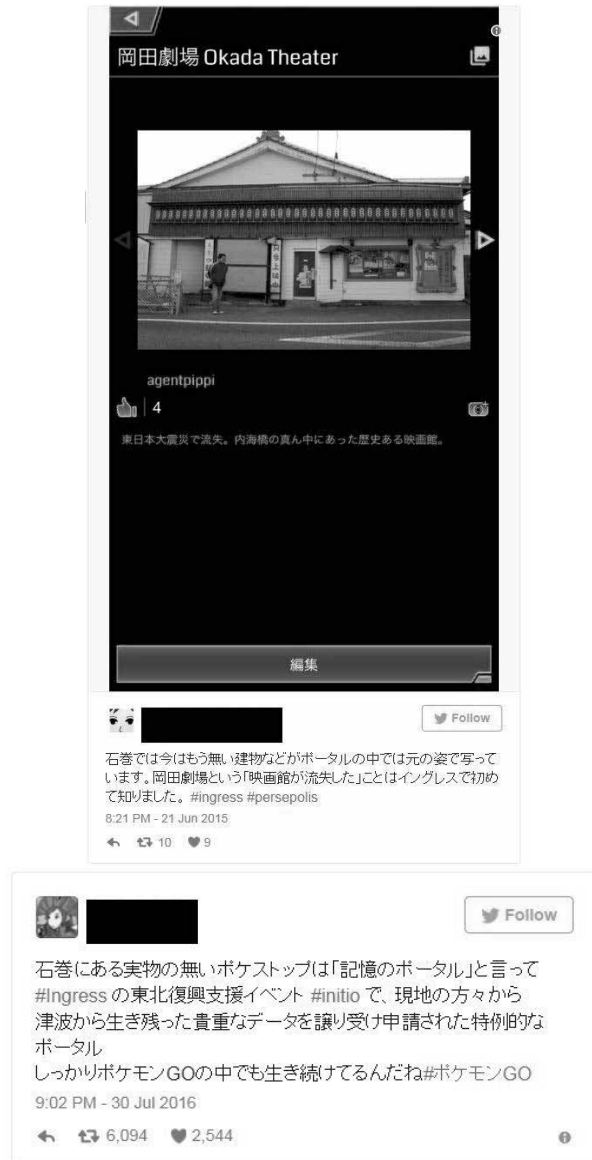 岡田劇場 Okada Theater
agentpippi
4
東日本大震災で流失。内海橋の真ん中にあった歴史ある映画館。
編集
Follow
石巻では今はもう無い建物などがポータルの中では元の姿で写って
います。岡田劇場という「映画館が流失した」ことはイングレスで初め
て知りました。 #ingress #persepolis
8:21 PM - 21 Jun 2015
10 9
Follow
石巻にある実物の無いポケストップは「記憶のポータル」と言って
#Ingress の東北復興支援イベント #initio で、現地の方々から
津波から生き残った貴重なデータを譲り受け申請された特例的な
ポータル
しっかりポケモンGOの中でも生き続けてるんだね#ポケモンGO
9:02 PM - 30 Jul 2016
6,094 2,544